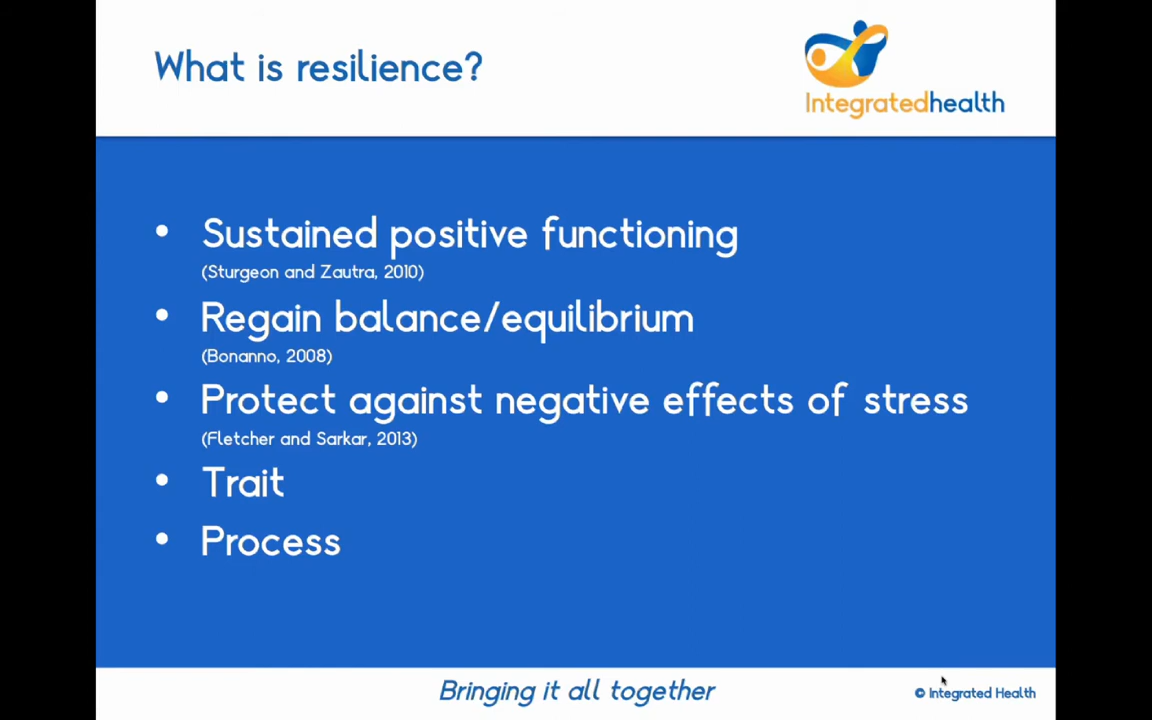 What is resilience?
Integratedhealth
• Sustained positive functioning
(Sturgeon and Zautra, 2010)
• Regain balance/equilibrium
(Bonanno, 2008)
• Protect against negative effects of stress
(Fletcher and Sarkar, 2013)
• Trait
• Process
Bringing it all together
© Integrated Health